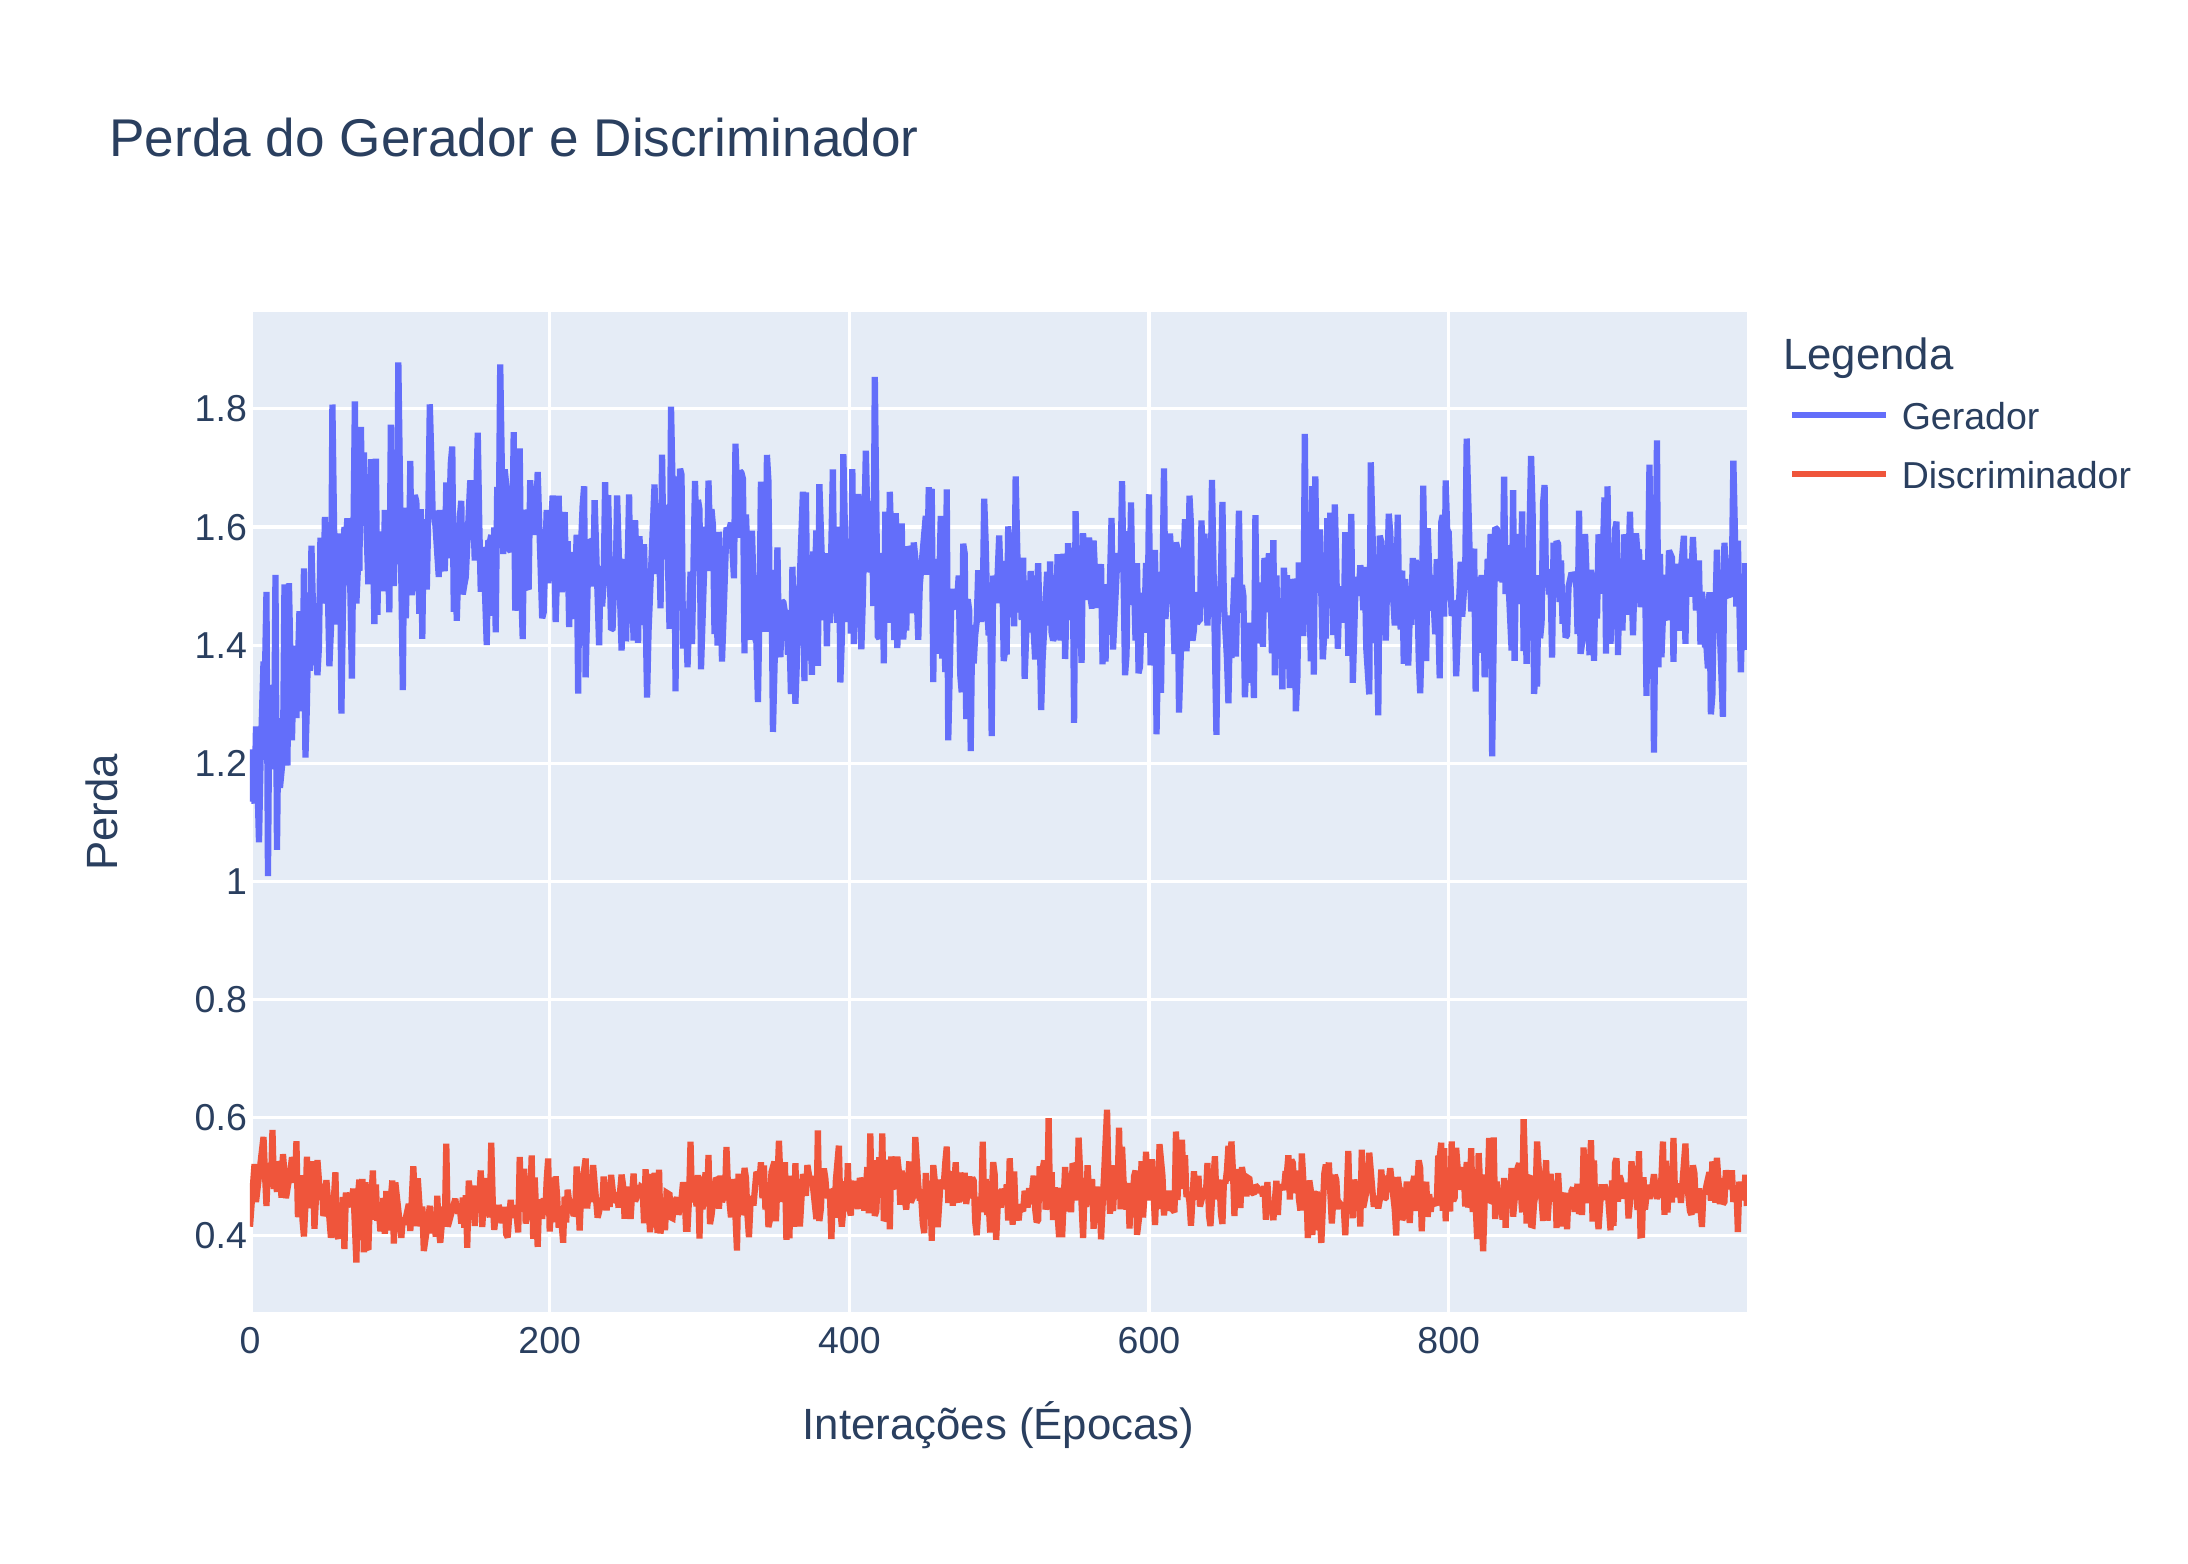 Perda do Gerador e Discriminador
Legenda
Gerador
Discriminador
Perda
1.8
1.6
1.4
1.2
1
0.8
0.6
0.4
0
200
400
600
800
Interações (Épocas)